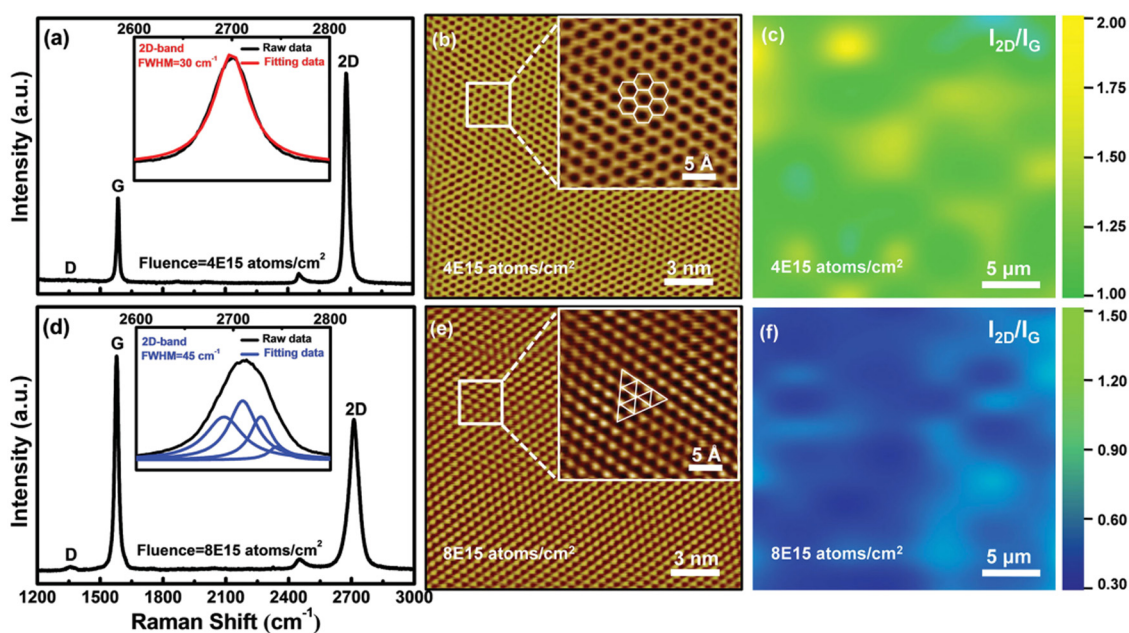 (a)
2600 2700 2800
2D-band
FWHM=30 cm⁻¹
Raw data
Fitting data
2D
G
D
Fluence=4E15 atoms/cm²
Intensity (a.u.)
(b)
5 Å
4E15 atoms/cm²
3 nm
(c)
I2D/IG
4E15 atoms/cm²
5 µm
2.00
1.75
1.50
1.25
1.00
(d)
2600 2700 2800
2D-band
FWHM=45 cm⁻¹
Raw data
Fitting data
G
2D
D
Fluence=8E15 atoms/cm²
Intensity (a.u.)
1200 1500 1800 2100 2400 2700 3000
Raman Shift (cm⁻¹)
(e)
5 Å
8E15 atoms/cm²
3 nm
(f)
I2D/IG
8E15 atoms/cm²
5 µm
1.50
1.20
0.90
0.60
0.30